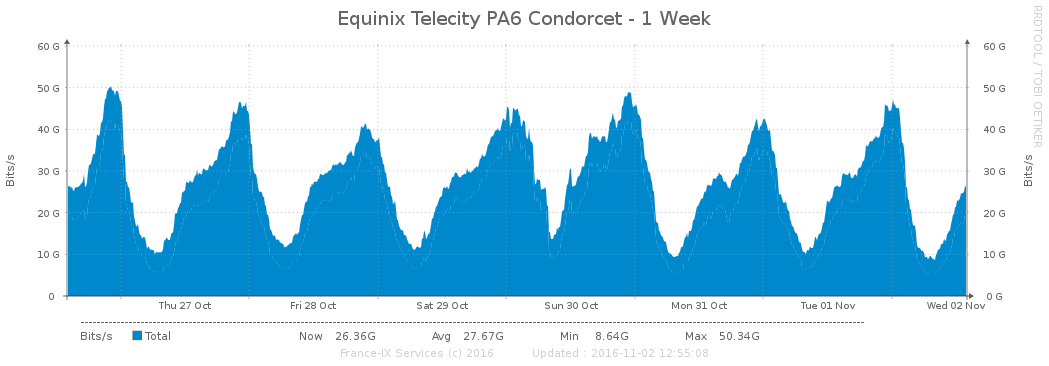 Equinix Telecity PA6 Condorcet - 1 Week
RRDTOOL / TOBI OETIKER
Bits/s
60 G
50 G
40 G
30 G
20 G
10 G
0
60 G
50 G
40 G
30 G
20 G
10 G
0 G
Bits/s
Thu 27 Oct Fri 28 Oct Sat 29 Oct Sun 30 Oct Mon 31 Oct Tue 01 Nov Wed 02 Nov
Bits/s Total Now 26.36G Avg 27.67G Min 8.64G Max 50.34G
France-IX Services (c) 2016 Updated : 2016-11-02 12:55:08